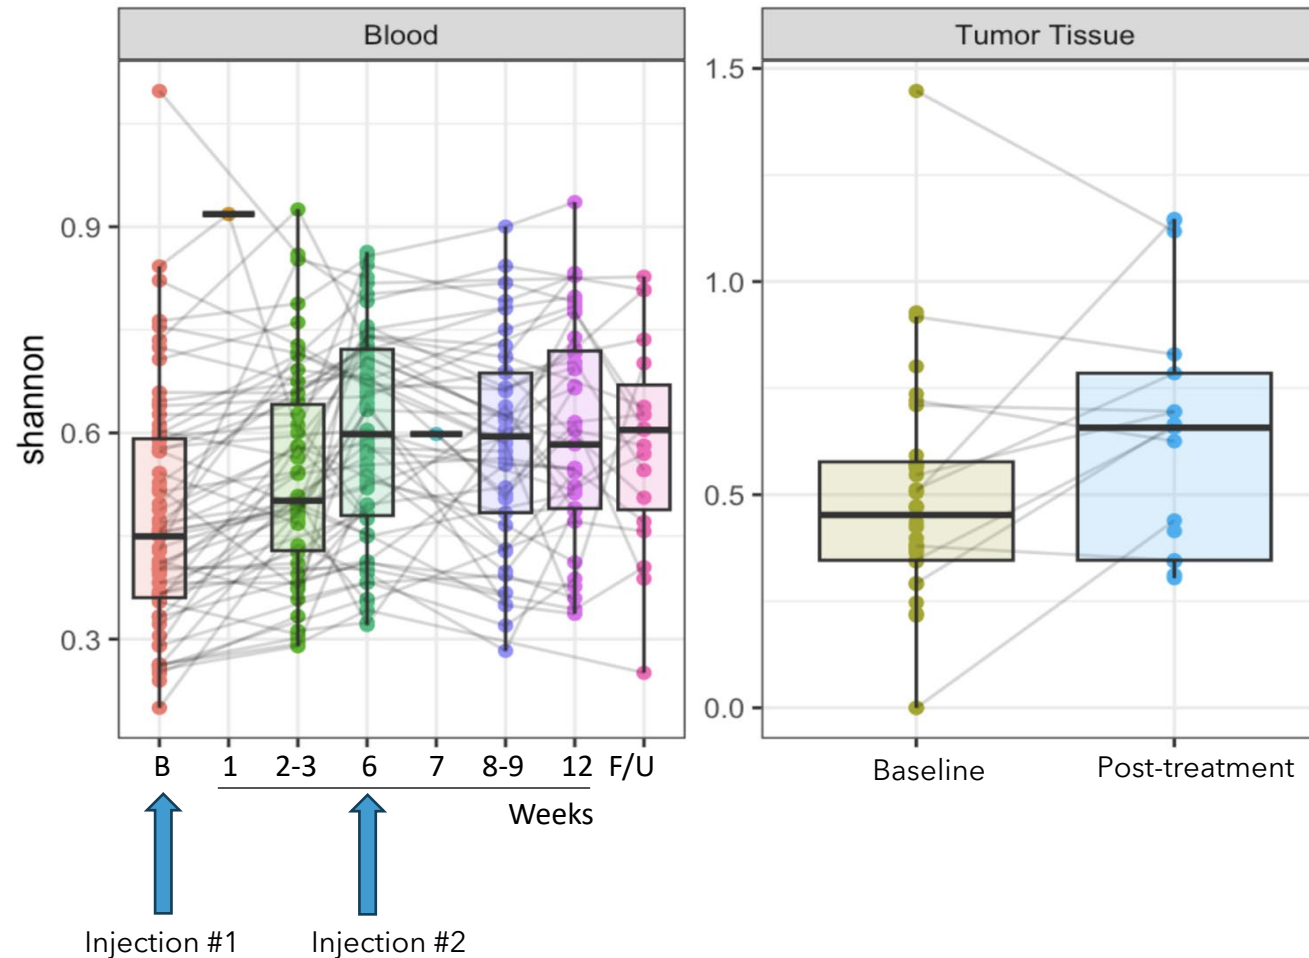 Blood
Tumor Tissue
shannon
0.9
0.6
0.3
1.5
1.0
0.5
0.0
B 1 2-3 6 7 8-9 12 F/U
Weeks
Baseline Post-treatment
Injection #1 Injection #2